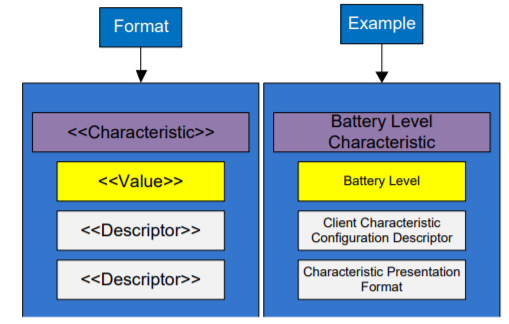 Format
Example
<<Characteristic>>
<<Value>>
<<Descriptor>>
<<Descriptor>>
Battery Level
Characteristic
Battery Level
Client Characteristic
Configuration Descriptor
Characteristic Presentation
Format